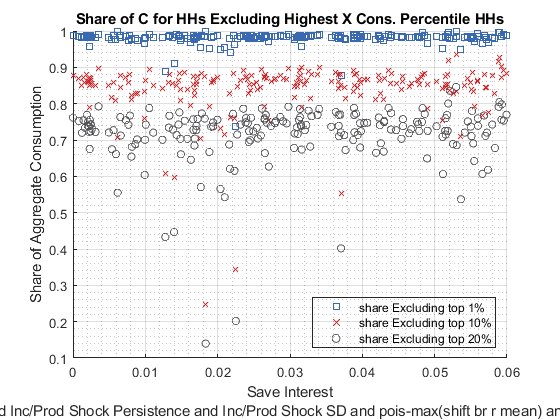 Share of C for HHs Excluding Highest X Cons. Percentile HHs
Share of Aggregate Consumption
1
0.9
0.8
0.7
0.6
0.5
0.4
0.3
0.2
0.1
share Excluding top 1%
share Excluding top 10%
share Excluding top 20%
0 0.01 0.02 0.03 0.04 0.05 0.06
Save Interest
d Inc/Prod Shock Persistence and Inc/Prod Shock SD and pois-max(shift br r mean) an